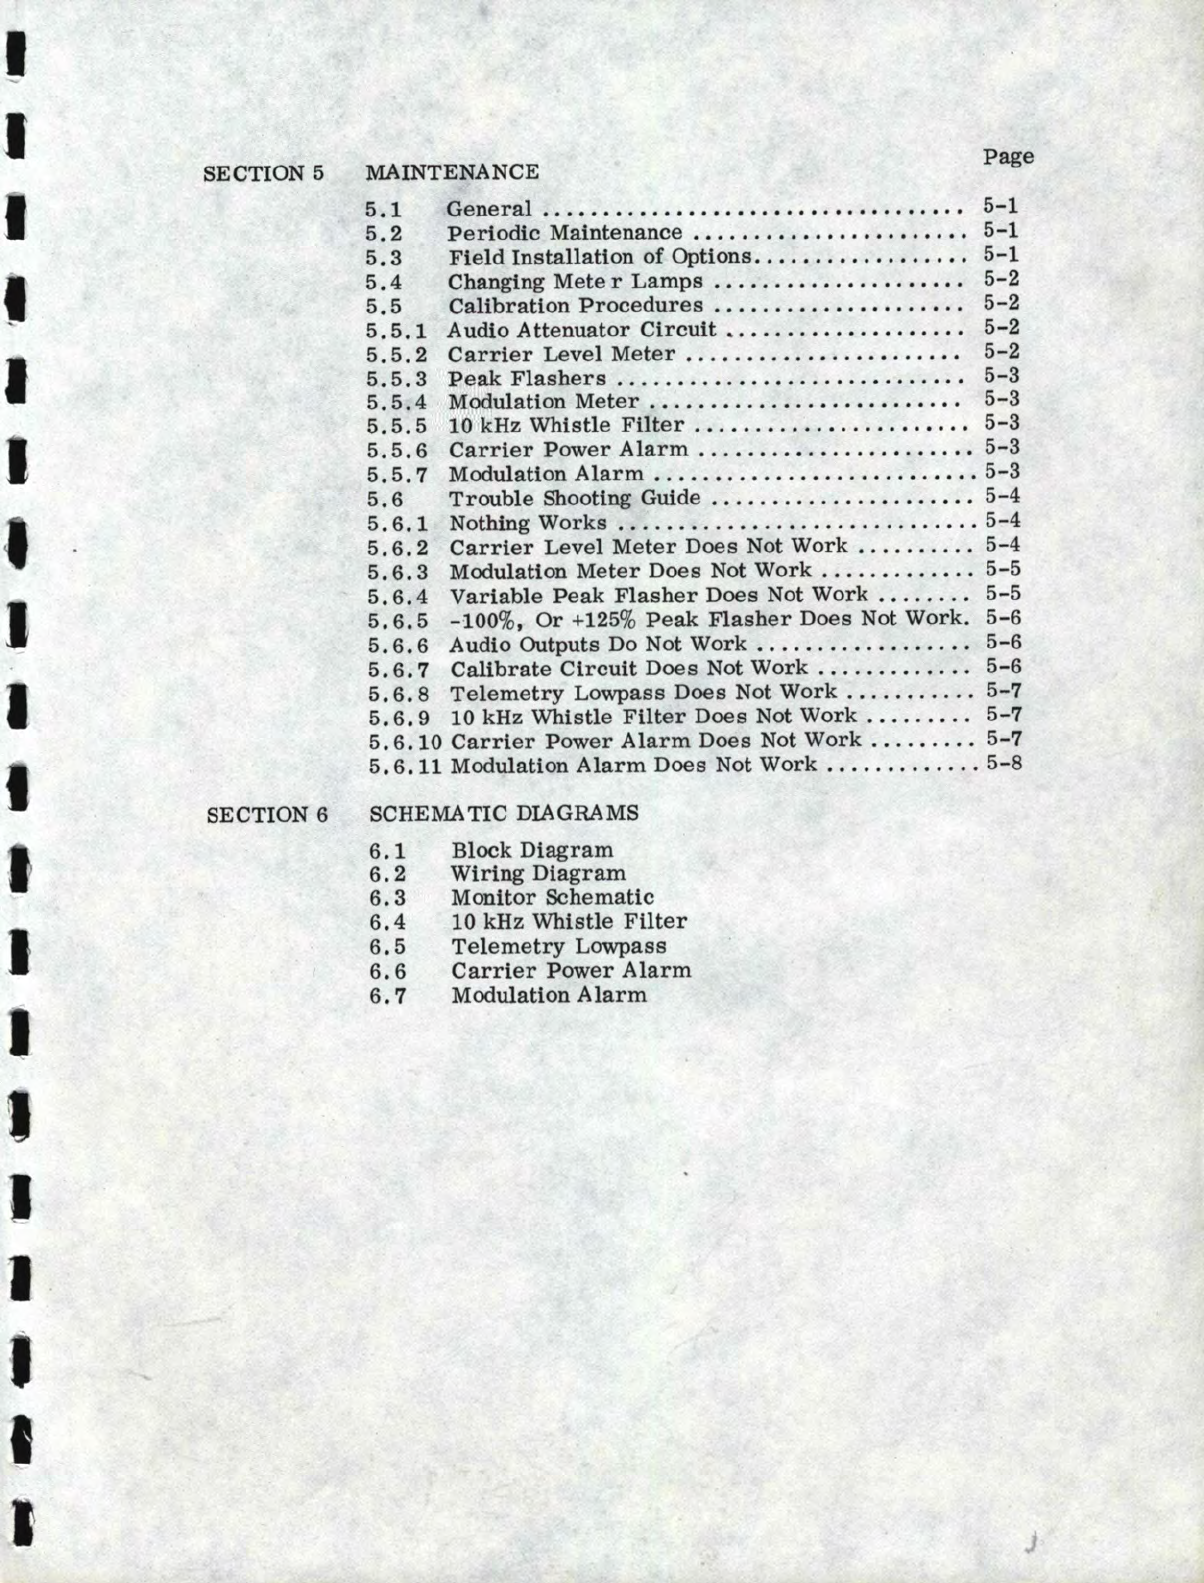 Page
SECTION 5 MAINTENANCE
5.1 General .................................. 5-1
5.2 Periodic Maintenance ....................... 5-1
5.3 Field Installation of Options.................. 5-1
5.4 Changing Mete r Lamps ..................... 5-2
5.5 Calibration Procedures ..................... 5-2
5.5.1 Audio Attenuator Circuit .................... 5-2
5.5.2 Carrier Level Meter ....................... 5-2
5.5.3 Peak Flashers ............................. 5-3
5.5.4 Modulation Meter .......................... 5-3
5.5.5 10 kHz Whistle Filter ....................... 5-3
5.5.6 Carrier Power Alarm ....................... 5-3
5.5.7 Modulation Alarm ........................... 5-3
5.6 Trouble Shooting Guide ...................... 5-4
5.6.1 Nothing Works .............................. 5-4
5.6.2 Carrier Level Meter Does Not Work .......... 5-4
5.6.3 Modulation Meter Does Not Work ............. 5-5
5.6.4 Variable Peak Flasher Does Not Work ........ 5-5
5.6.5 -100%, Or +125% Peak Flasher Does Not Work. 5-6
5.6.6 Audio Outputs Do Not Work .................. 5-6
5.6.7 Calibrate Circuit Does Not Work ............. 5-6
5.6.8 Telemetry Lowpass Does Not Work ........... 5-7
5.6.9 10 kHz Whistle Filter Does Not Work ......... 5-7
5.6.10 Carrier Power Alarm Does Not Work ......... 5-7
5.6.11 Modulation Alarm Does Not Work ............. 5-8
SECTION 6 SCHEMATIC DIAGRAMS
6.1 Block Diagram
6.2 Wiring Diagram
6.3 Monitor Schematic
6.4 10 kHz Whistle Filter
6.5 Telemetry Lowpass
6.6 Carrier Power Alarm
6.7 Modulation Alarm